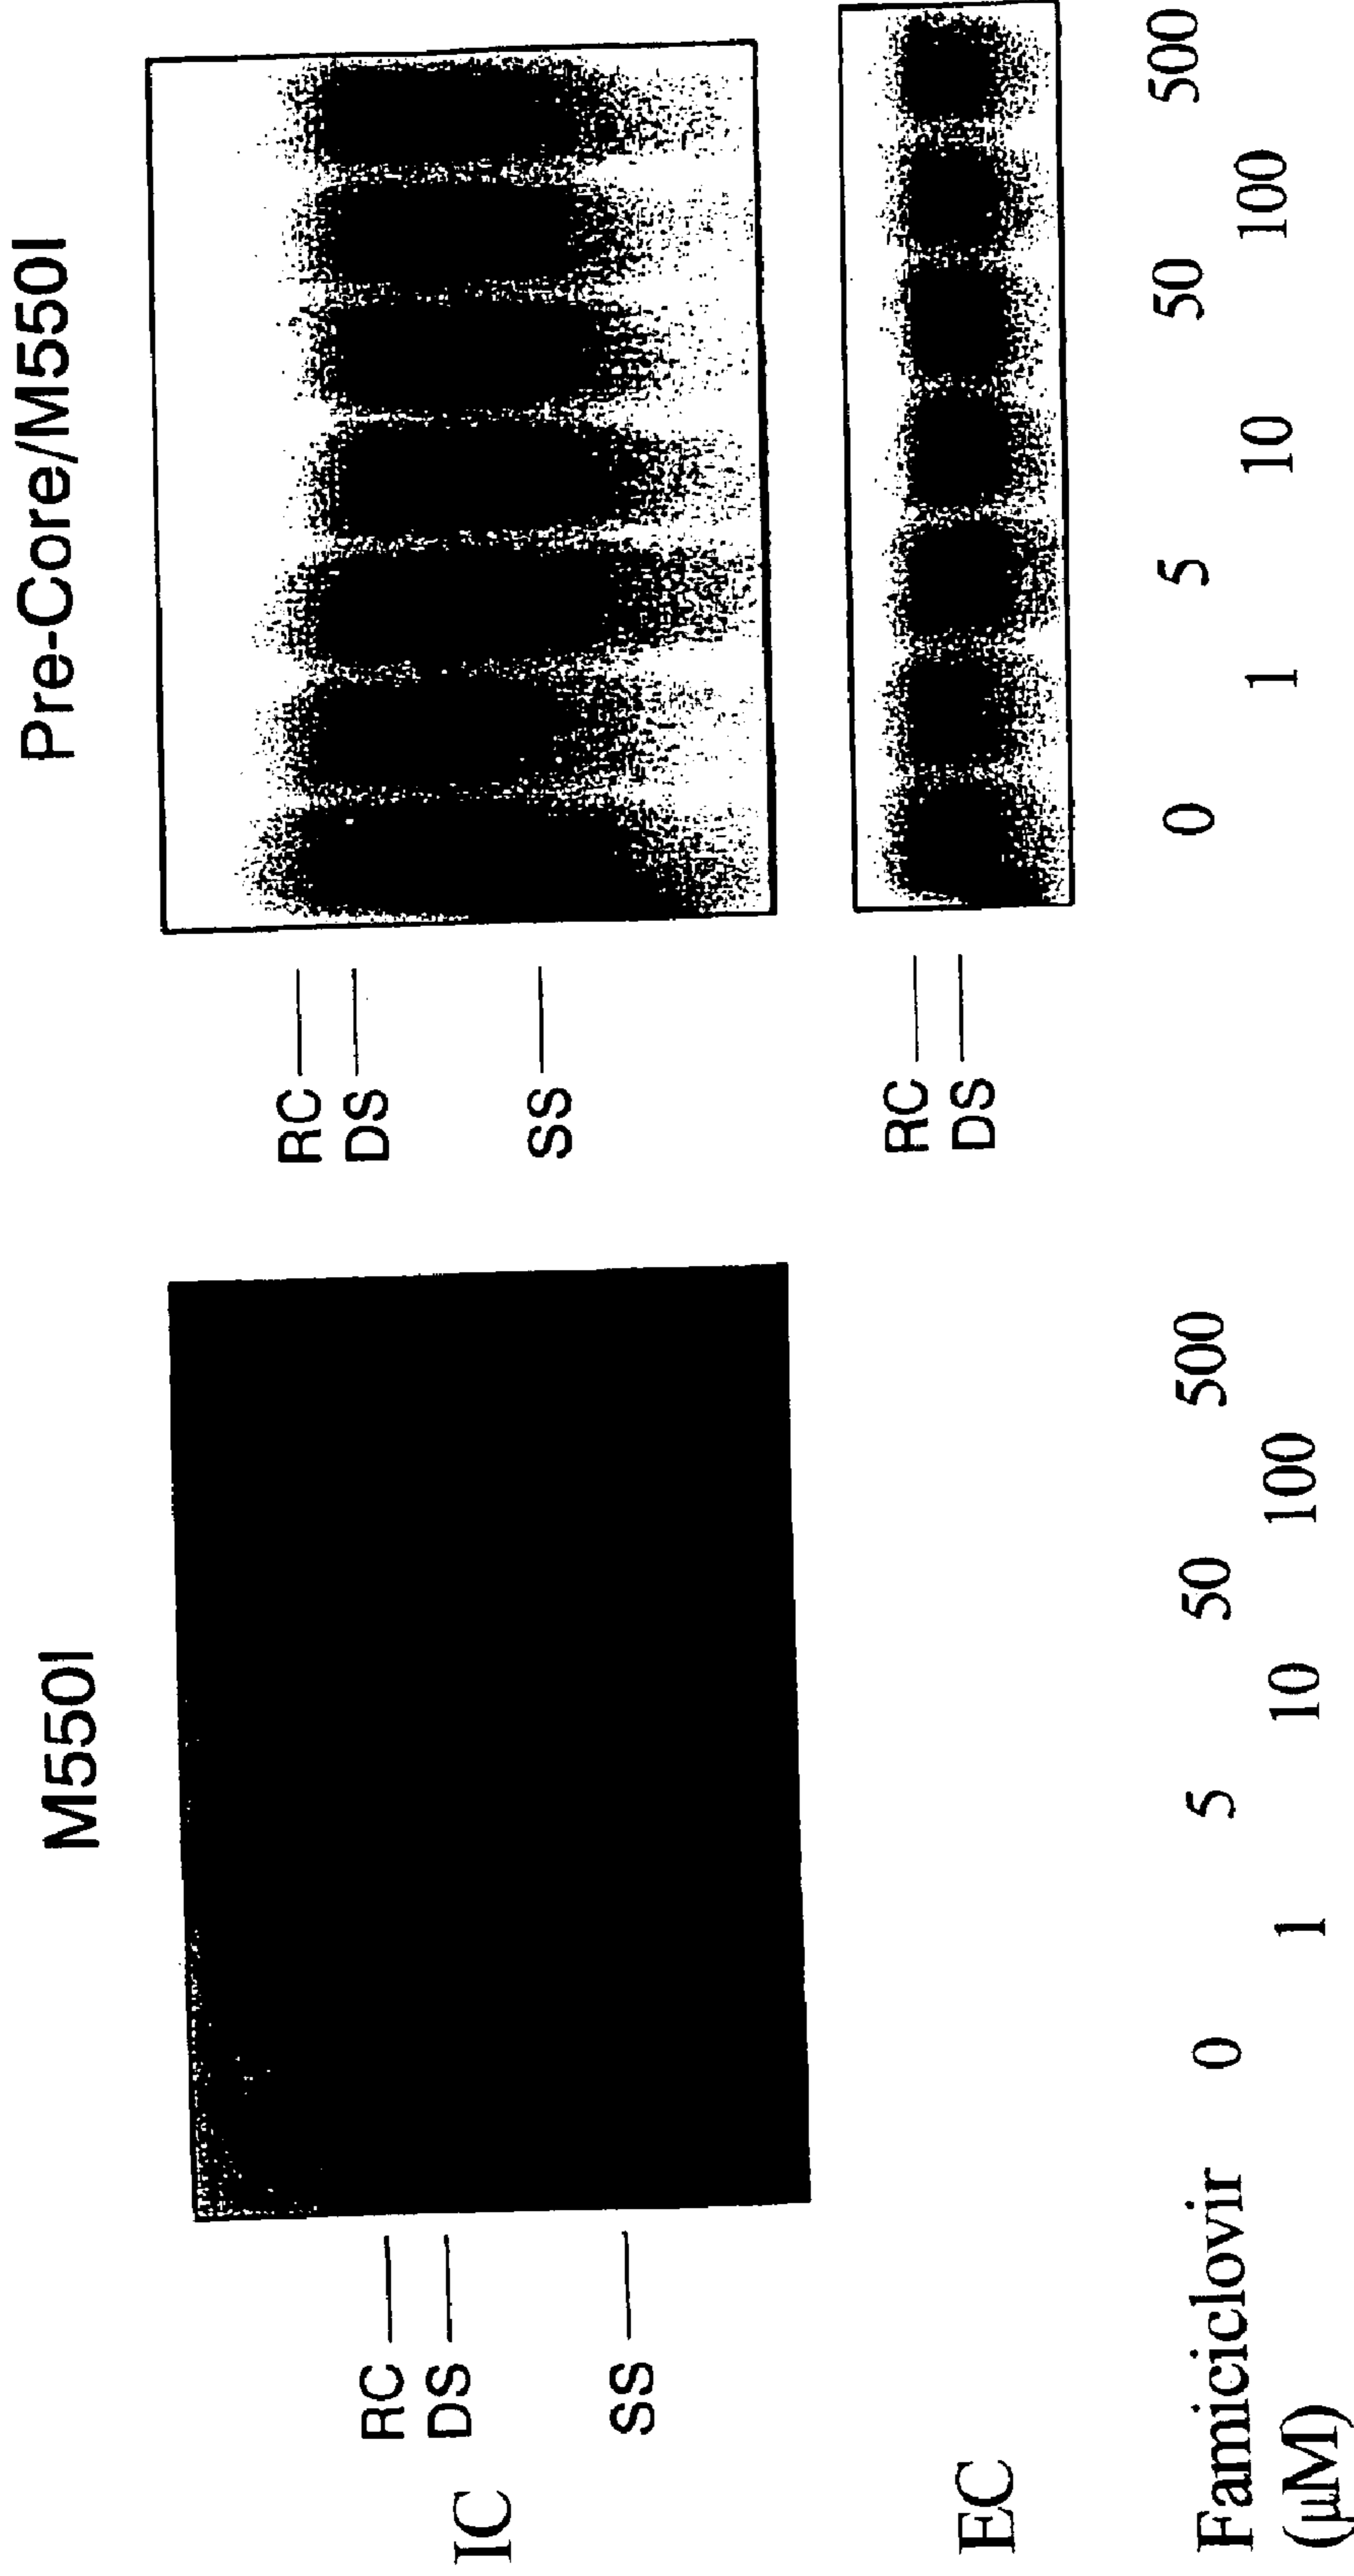 M550I
Pre-Core/M550I
IC
RC
DS
SS
RC
DS
SS
EC
RC
DS
Famiciclovir 0 5 50 500 0 5 50 500
(μM) 1 10 100 1 10 100